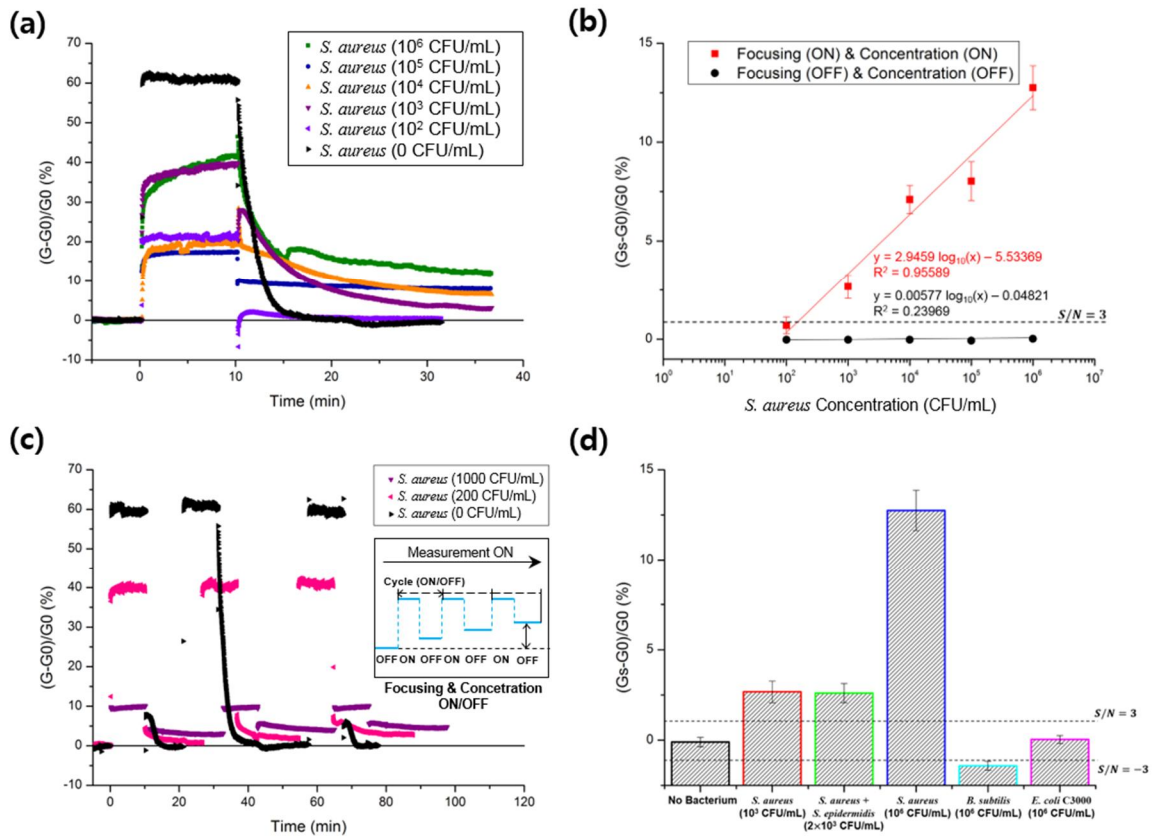 (a)
70
60
50
40
30
20
10
0
-10
(G-G0)/G0 (%)
S. aureus (10⁶ CFU/mL)
S. aureus (10⁵ CFU/mL)
S. aureus (10⁴ CFU/mL)
S. aureus (10³ CFU/mL)
S. aureus (10² CFU/mL)
S. aureus (0 CFU/mL)
0 10 20 30 40
Time (min)
(b)
15
10
5
0
(Gs-G0)/G0 (%)
Focusing (ON) & Concentration (ON)
Focusing (OFF) & Concentration (OFF)
y = 2.9459 log₁₀(x) − 5.53369
R² = 0.95589
y = 0.00577 log₁₀(x) − 0.04821
R² = 0.23969
S/N = 3
10⁰ 10¹ 10² 10³ 10⁴ 10⁵ 10⁶ 10⁷
S. aureus Concentration (CFU/mL)
(c)
70
60
50
40
30
20
10
0
-10
(G-G0)/G0 (%)
S. aureus (1000 CFU/mL)
S. aureus (200 CFU/mL)
S. aureus (0 CFU/mL)
Measurement ON
Cycle (ON/OFF)
OFF ON OFF ON OFF ON OFF
Focusing & Concetration
ON/OFF
0 20 40 60 80 100 120
Time (min)
(d)
15
10
5
0
(Gs-G0)/G0 (%)
S/N = 3
S/N = −3
No Bacterium
S. aureus
(10³ CFU/mL)
S. aureus +
S. epidermidis
(2×10³ CFU/mL)
S. aureus
(10⁶ CFU/mL)
B. subtilis
(10⁶ CFU/mL)
E. coli C3000
(10⁶ CFU/mL)